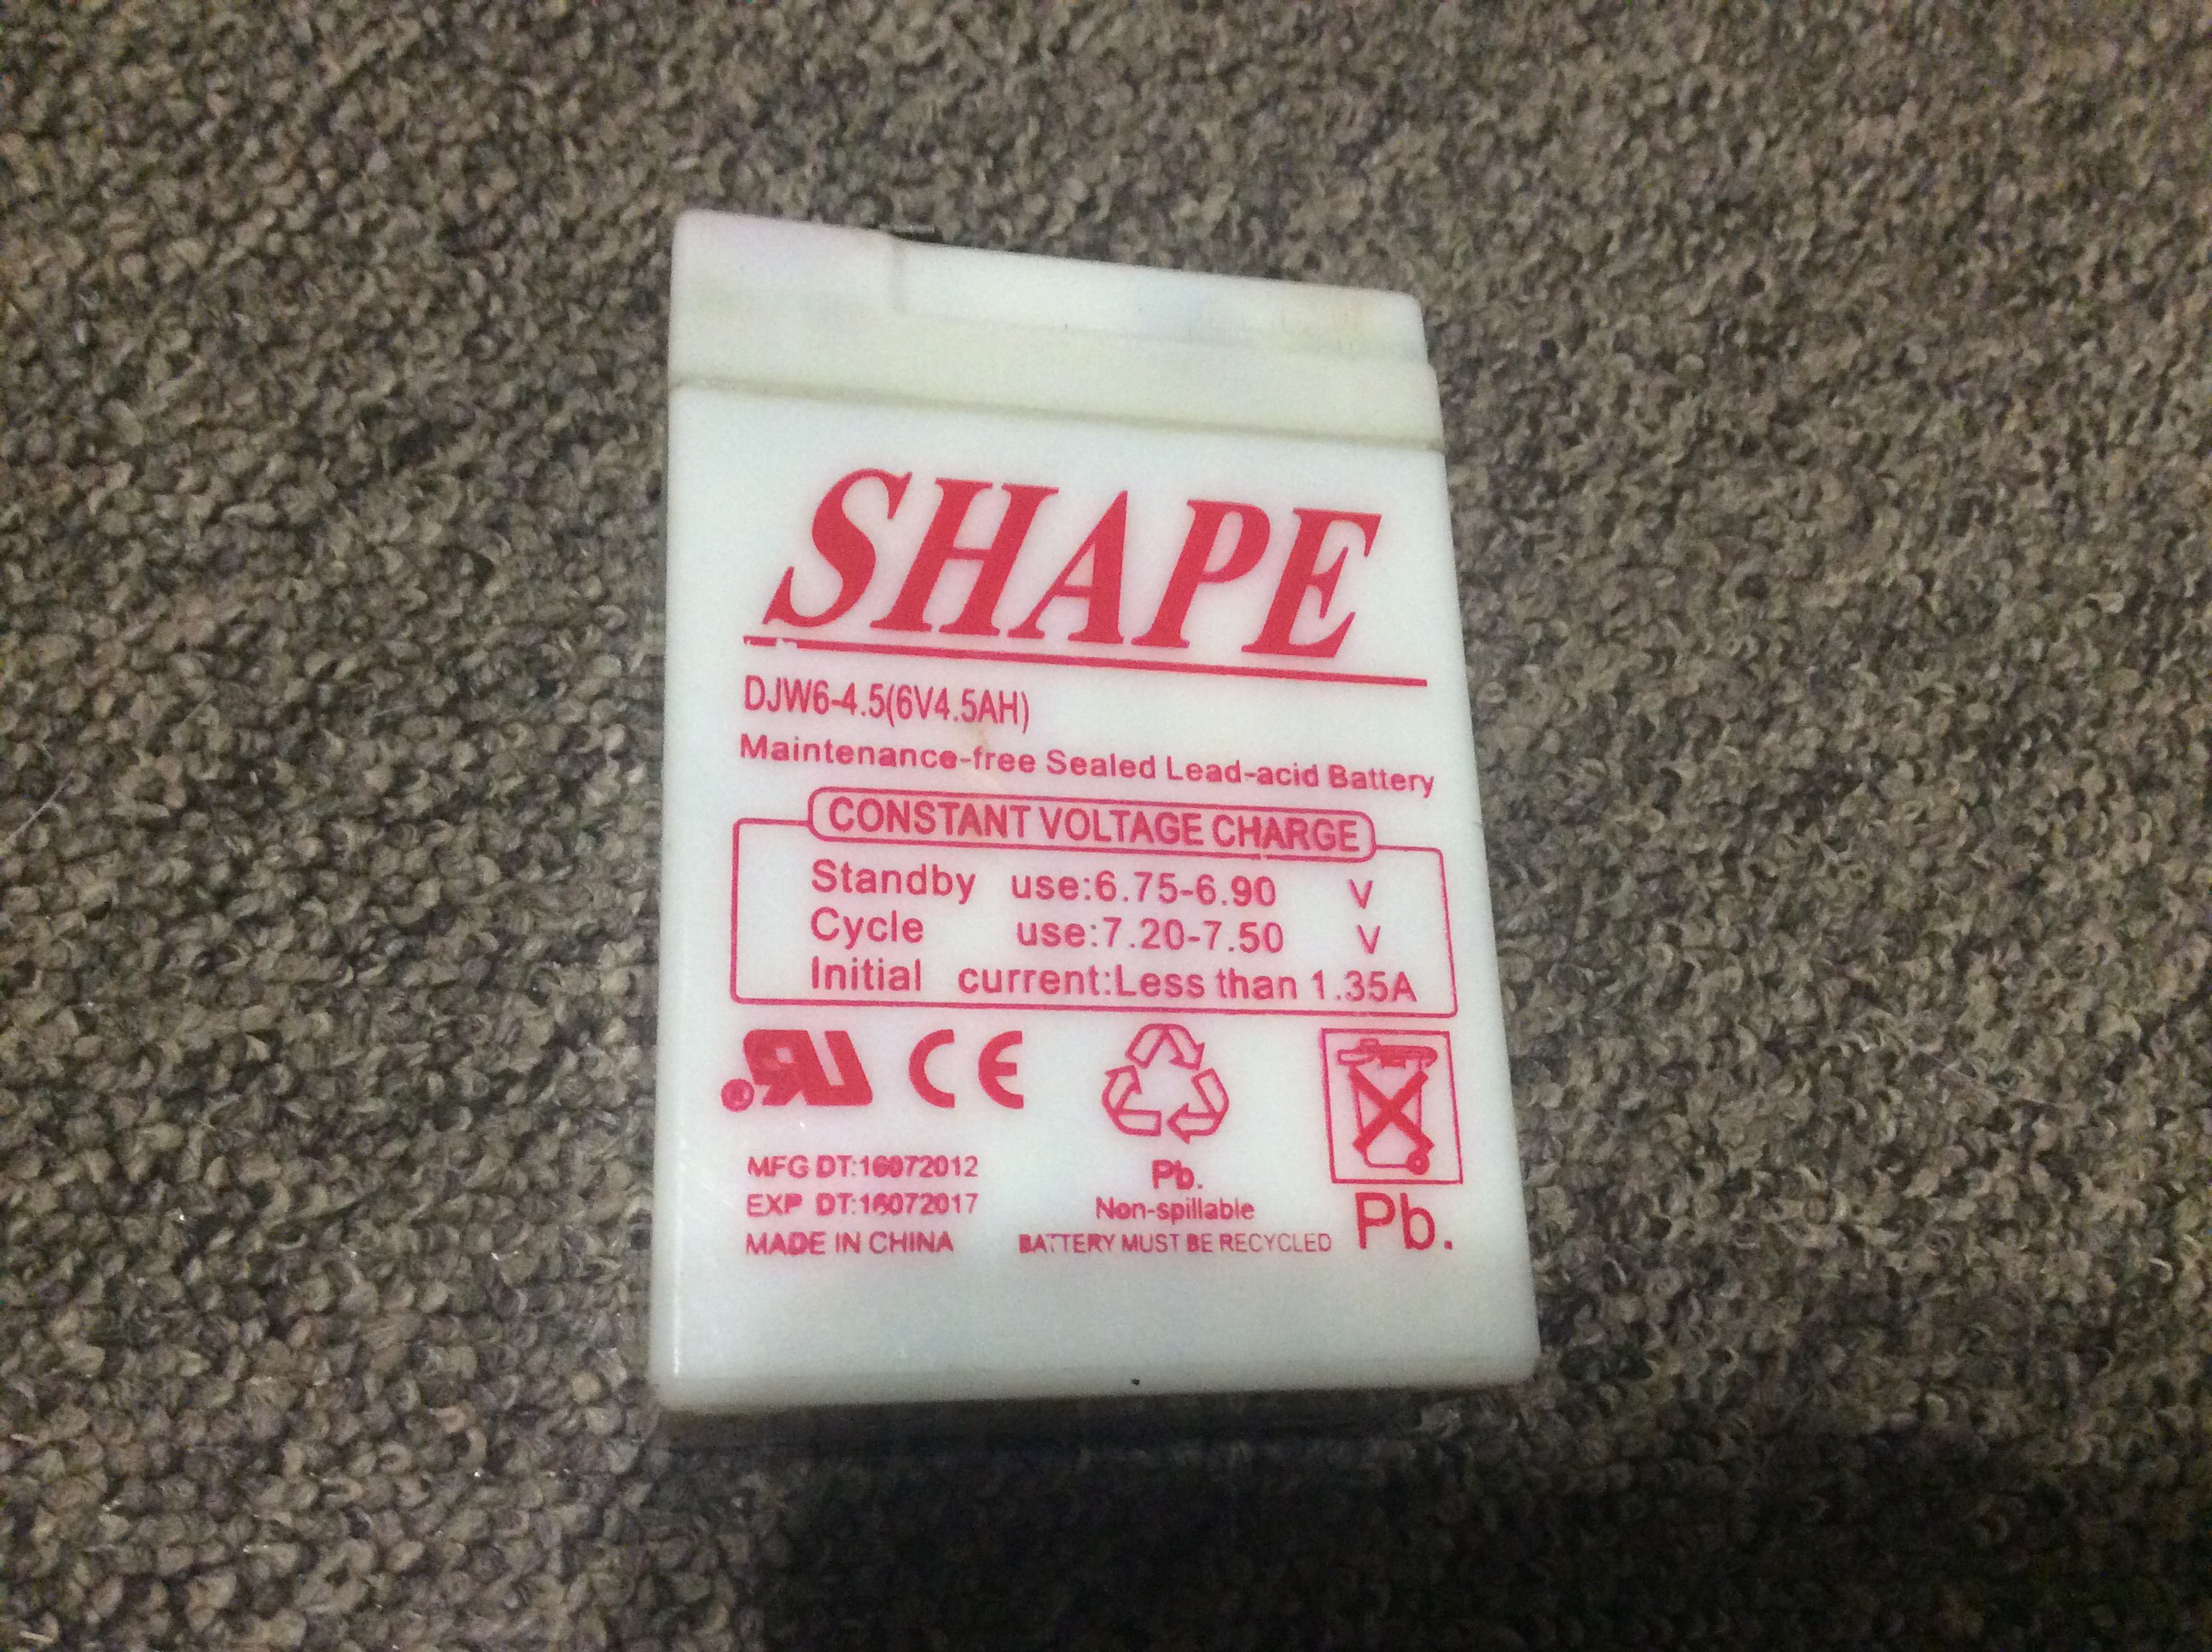 SHAPE
DJW6-4.5(6V4.5AH)
Maintenance-free Sealed Lead-acid Battery
CONSTANT VOLTAGE CHARGE
Standby use:6.75-6.90 V
Cycle use:7.20-7.50 V
Initial current:Less than 1.35A
RU® CE
MFG DT:16072012
EXP DT:16072017
MADE IN CHINA
Pb.
Non-spillable
BATTERY MUST BE RECYCLED
Pb.